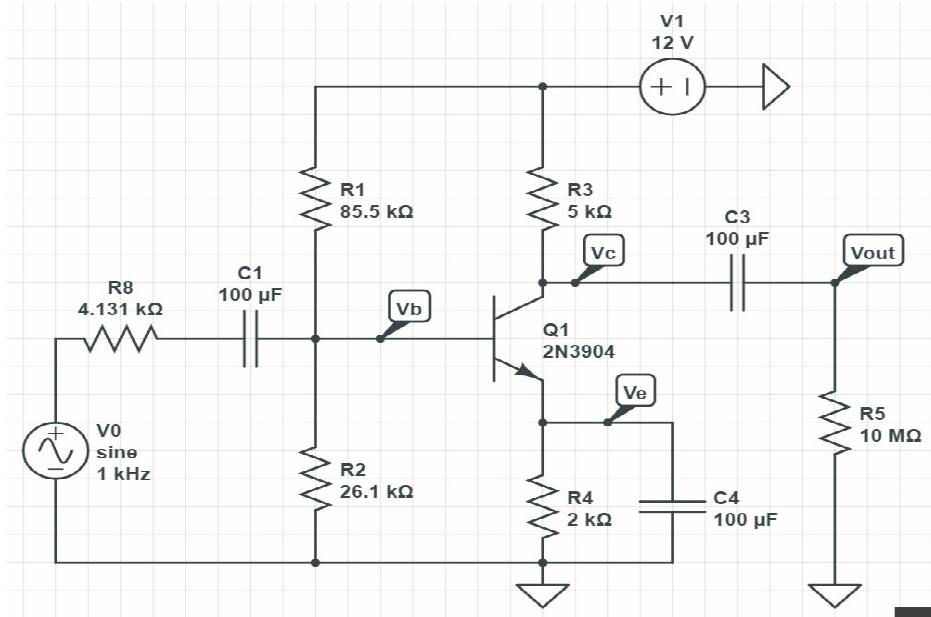 V1
12 V
R1
85.5 kΩ
R3
5 kΩ
C3
100 µF
Vc
Vout
R8
4.131 kΩ
C1
100 µF
Vb
Q1
2N3904
Ve
V0
sine
1 kHz
R2
26.1 kΩ
R4
2 kΩ
C4
100 µF
R5
10 MΩ